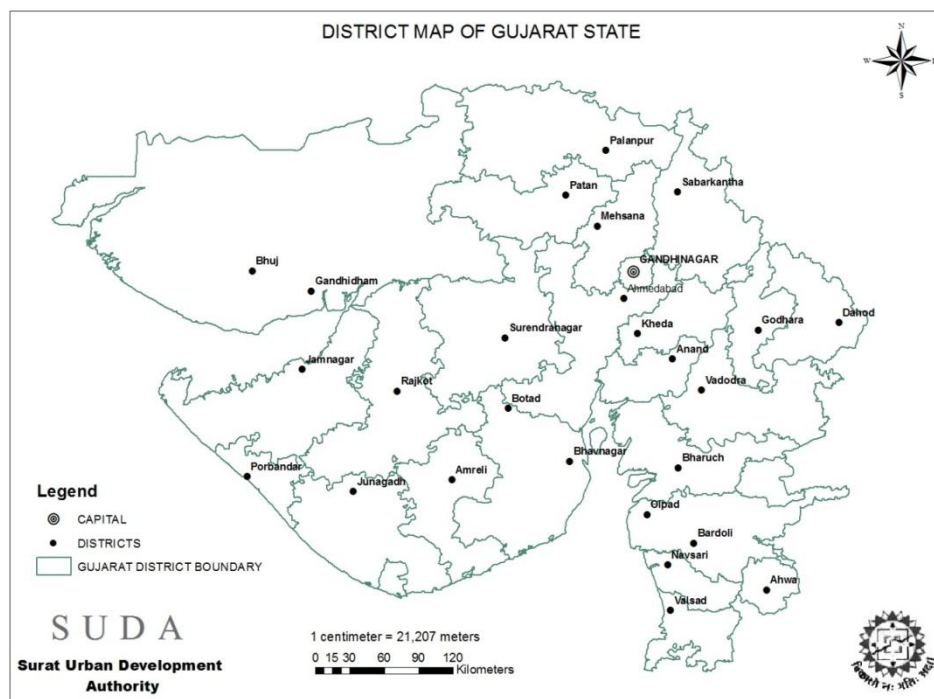 DISTRICT MAP OF GUJARAT STATE
N
W
E
S
Palanpur
Sabarkantha
Patan
Mehsana
GANDHINAGAR
Bhuj
Gandhidham
Ahmedabad
Surendranagar
Kheda
Godhara
Dahod
Anand
Jamnagar
Rajkot
Vadodra
Botad
Bhavnagar
Bharuch
Porbandar
Junagadh
Amreli
Olpad
Bardoli
Navsari
Ahwa
Valsad
Legend
CAPITAL
DISTRICTS
GUJARAT DISTRICT BOUNDARY
SUDA
Surat Urban Development
Authority
1 centimeter = 21,207 meters
0 15 30 60 90 120
Kilometers